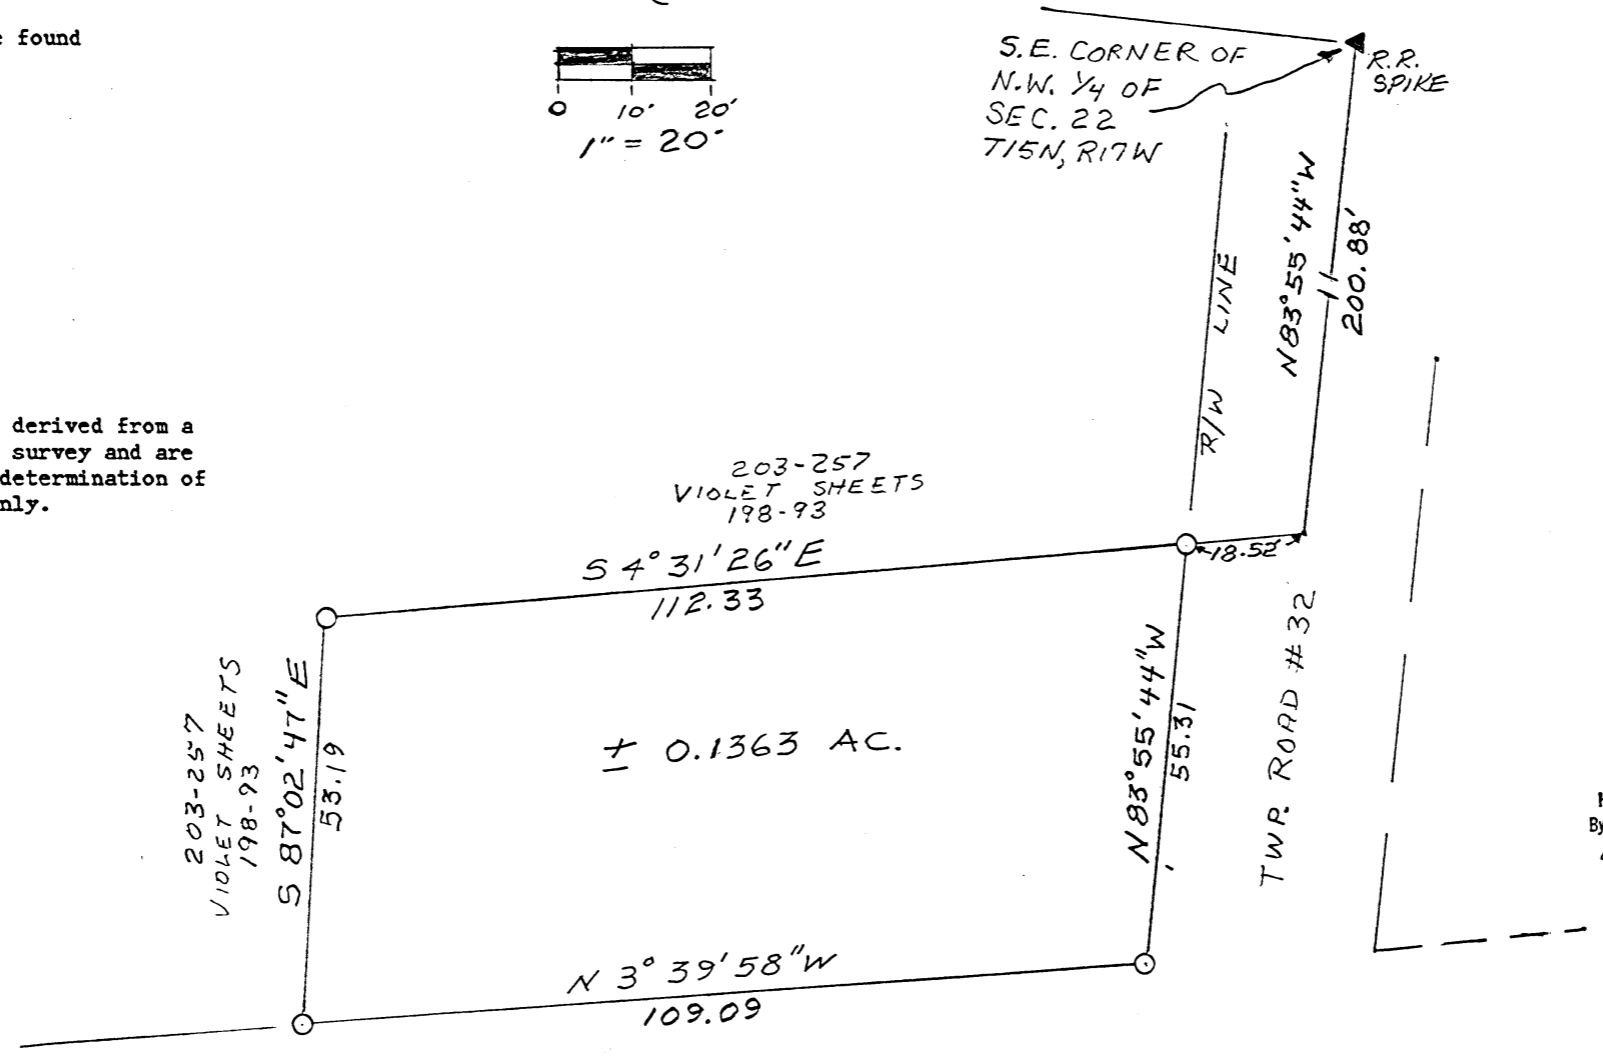 found
0 10' 20'
1" = 20'
S.E. CORNER OF
N.W. 1/4 OF
SEC. 22
T15N, R17W
R.R.
SPIKE
N83°55'44"W
200.88'
R/W LINE
derived from a
survey and are
determination of
203-257
VIOLET SHEETS
198-93
S 4°31'26"E
112.33
18.52'
203-257
VIOLET SHEETS
198-93
S 87°02'47"E
53.19
± 0.1363 AC.
N83°55'44"W
55.31
TWP. ROAD #32
By
N 3°39'58"W
109.09